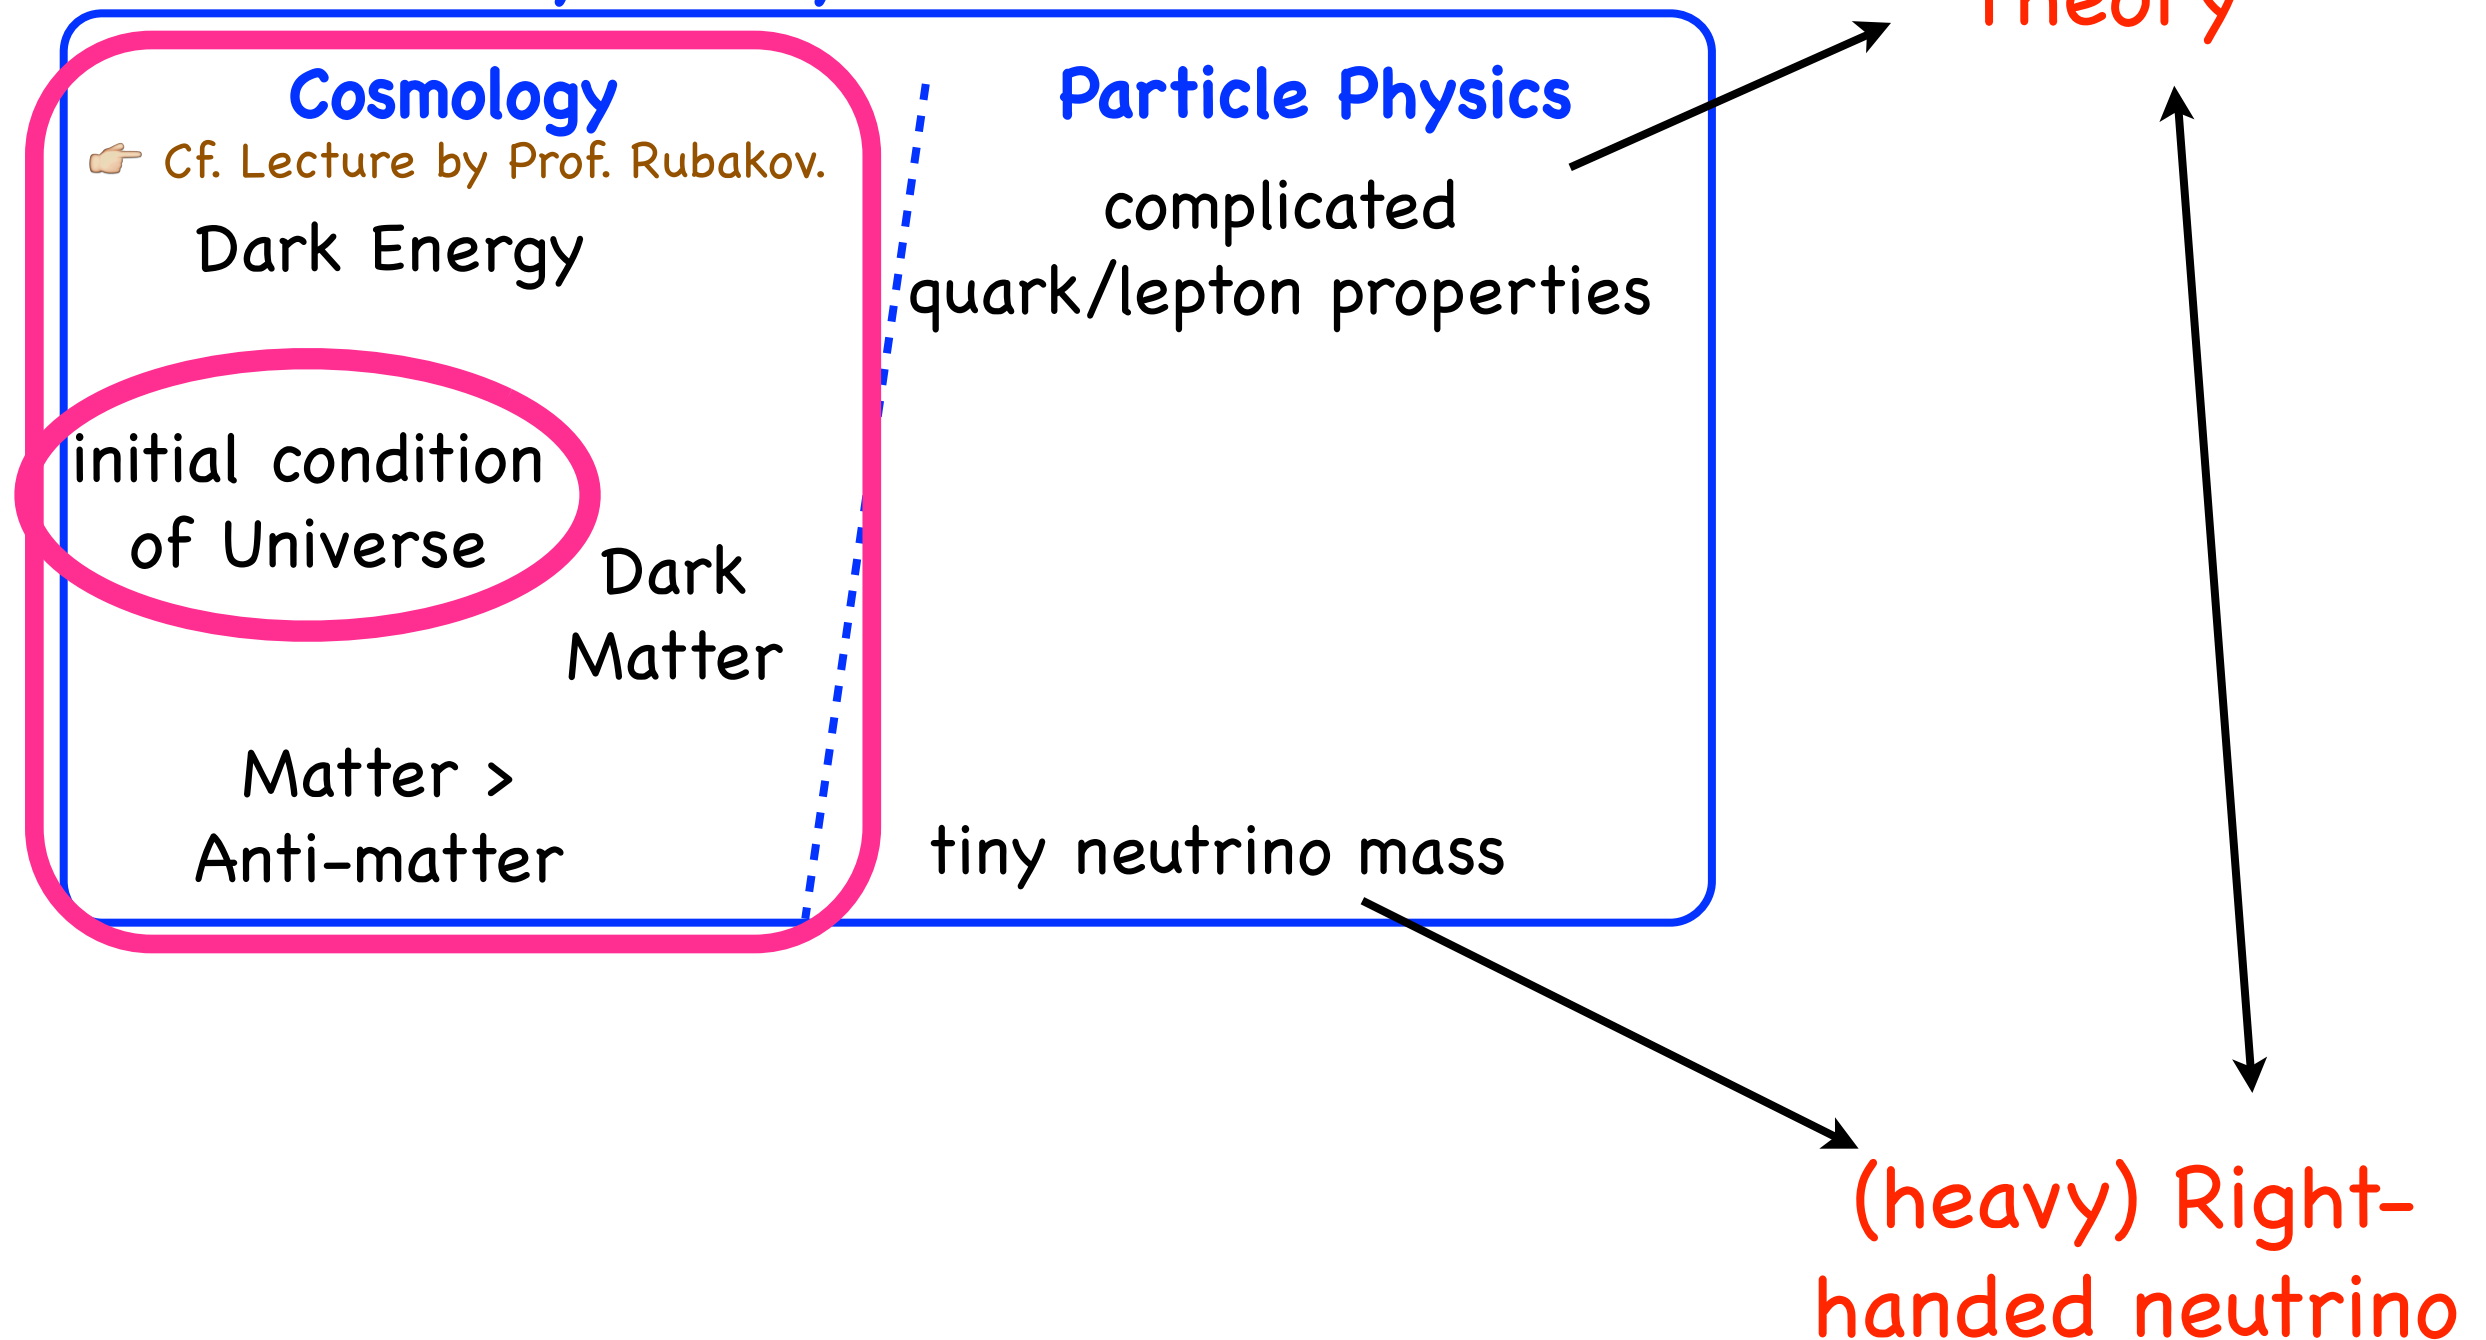 Theory
Cosmology
Cf. Lecture by Prof. Rubakov.
Dark Energy
initial condition
of Universe
Dark
Matter
Matter >
Anti-matter
Particle Physics
complicated
quark/lepton properties
tiny neutrino mass
(heavy) Right-
handed neutrino